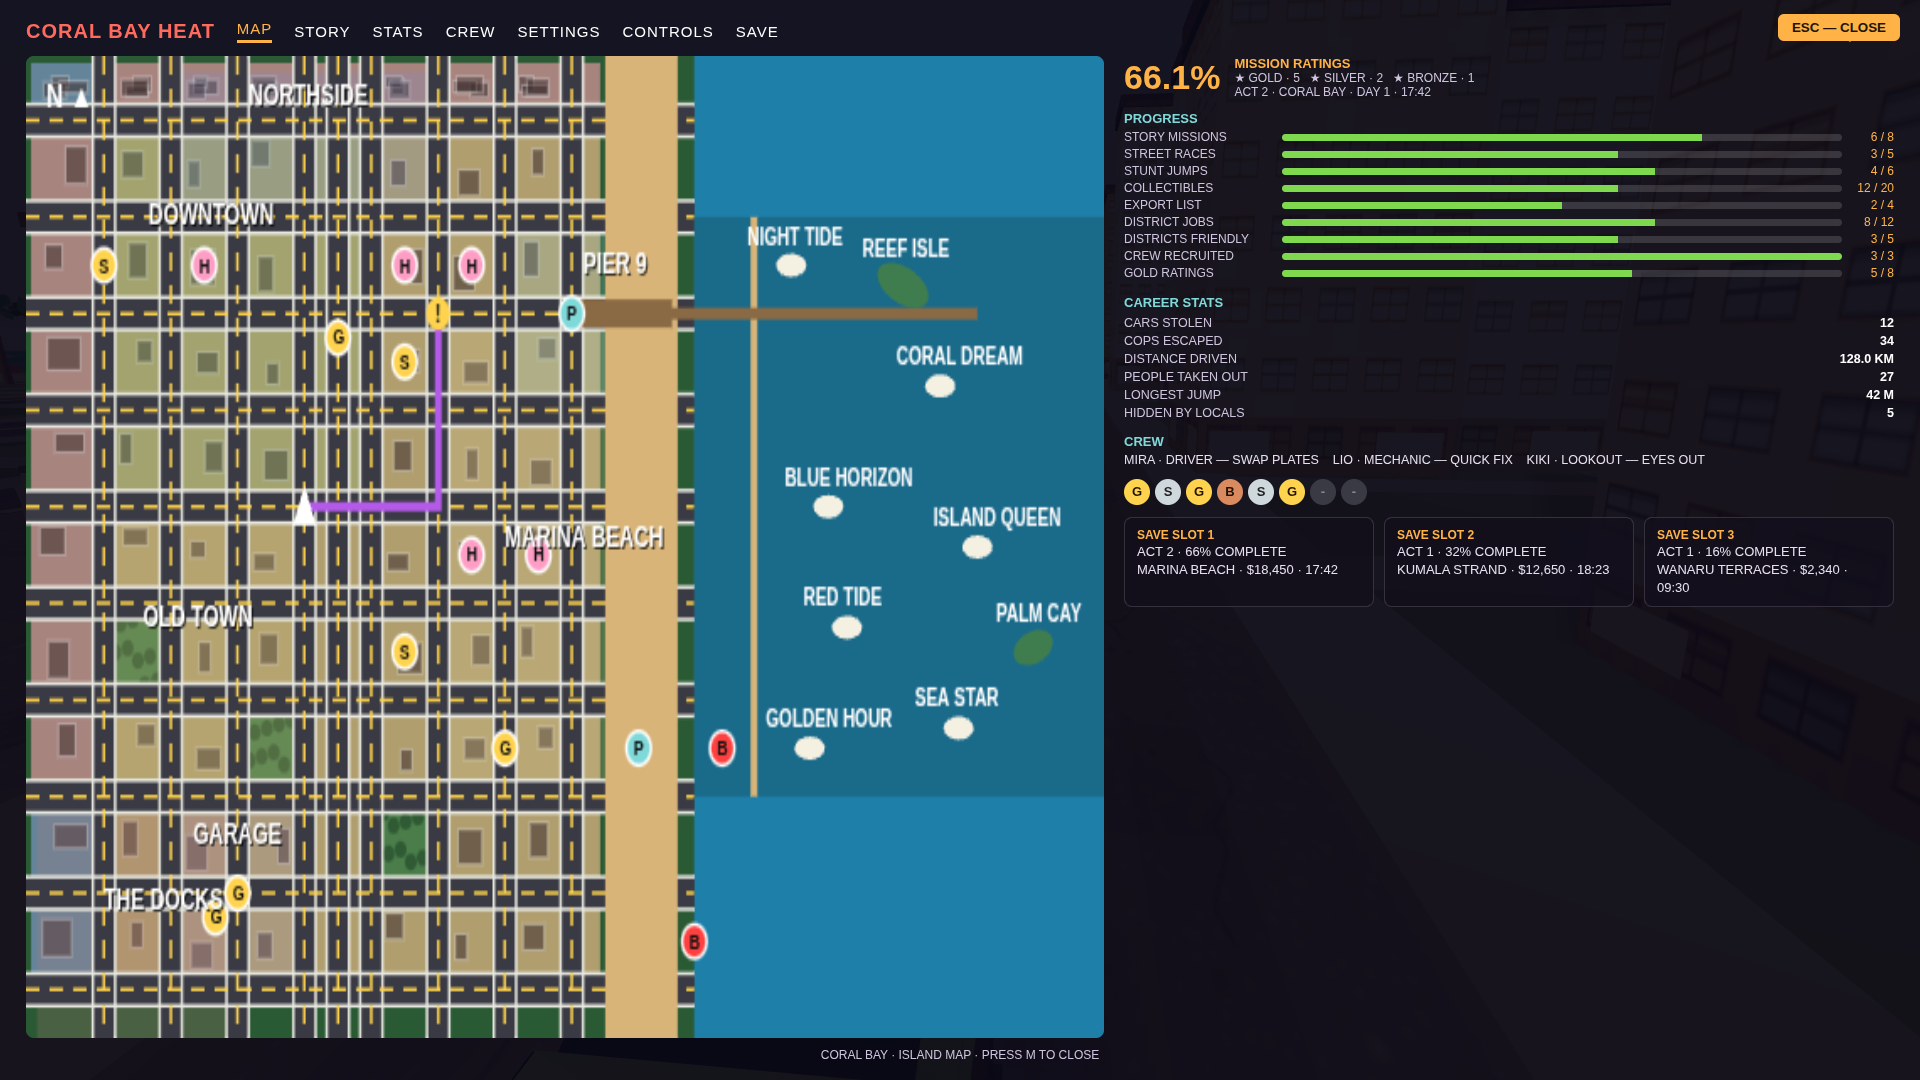 CORAL BAY HEAT MAP STORY STATS CREW SETTINGS CONTROLS SAVE
ESC — CLOSE
N
NORTHSIDE
DOWNTOWN
S
H
H
H
PIER 9
NIGHT TIDE
REEF ISLE
!
P
G
S
CORAL DREAM
BLUE HORIZON
ISLAND QUEEN
MARINA BEACH
H
H
RED TIDE
PALM CAY
OLD TOWN
S
SEA STAR
GOLDEN HOUR
G
P
B
GARAGE
THE DOCKS
G
G
B
CORAL BAY · ISLAND MAP · PRESS M TO CLOSE
66.1%
MISSION RATINGS
★ GOLD · 5 ★ SILVER · 2 ★ BRONZE · 1
ACT 2 · CORAL BAY · DAY 1 · 17:42
PROGRESS
STORY MISSIONS 6 / 8
STREET RACES 3 / 5
STUNT JUMPS 4 / 6
COLLECTIBLES 12 / 20
EXPORT LIST 2 / 4
DISTRICT JOBS 8 / 12
DISTRICTS FRIENDLY 3 / 5
CREW RECRUITED 3 / 3
GOLD RATINGS 5 / 8
CAREER STATS
CARS STOLEN 12
COPS ESCAPED 34
DISTANCE DRIVEN 128.0 KM
PEOPLE TAKEN OUT 27
LONGEST JUMP 42 M
HIDDEN BY LOCALS 5
CREW
MIRA · DRIVER — SWAP PLATES LIO · MECHANIC — QUICK FIX KIKI · LOOKOUT — EYES OUT
G S G B S G - -
SAVE SLOT 1
ACT 2 · 66% COMPLETE
MARINA BEACH · $18,450 · 17:42
SAVE SLOT 2
ACT 1 · 32% COMPLETE
KUMALA STRAND · $12,650 · 18:23
SAVE SLOT 3
ACT 1 · 16% COMPLETE
WANARU TERRACES · $2,340 ·
09:30